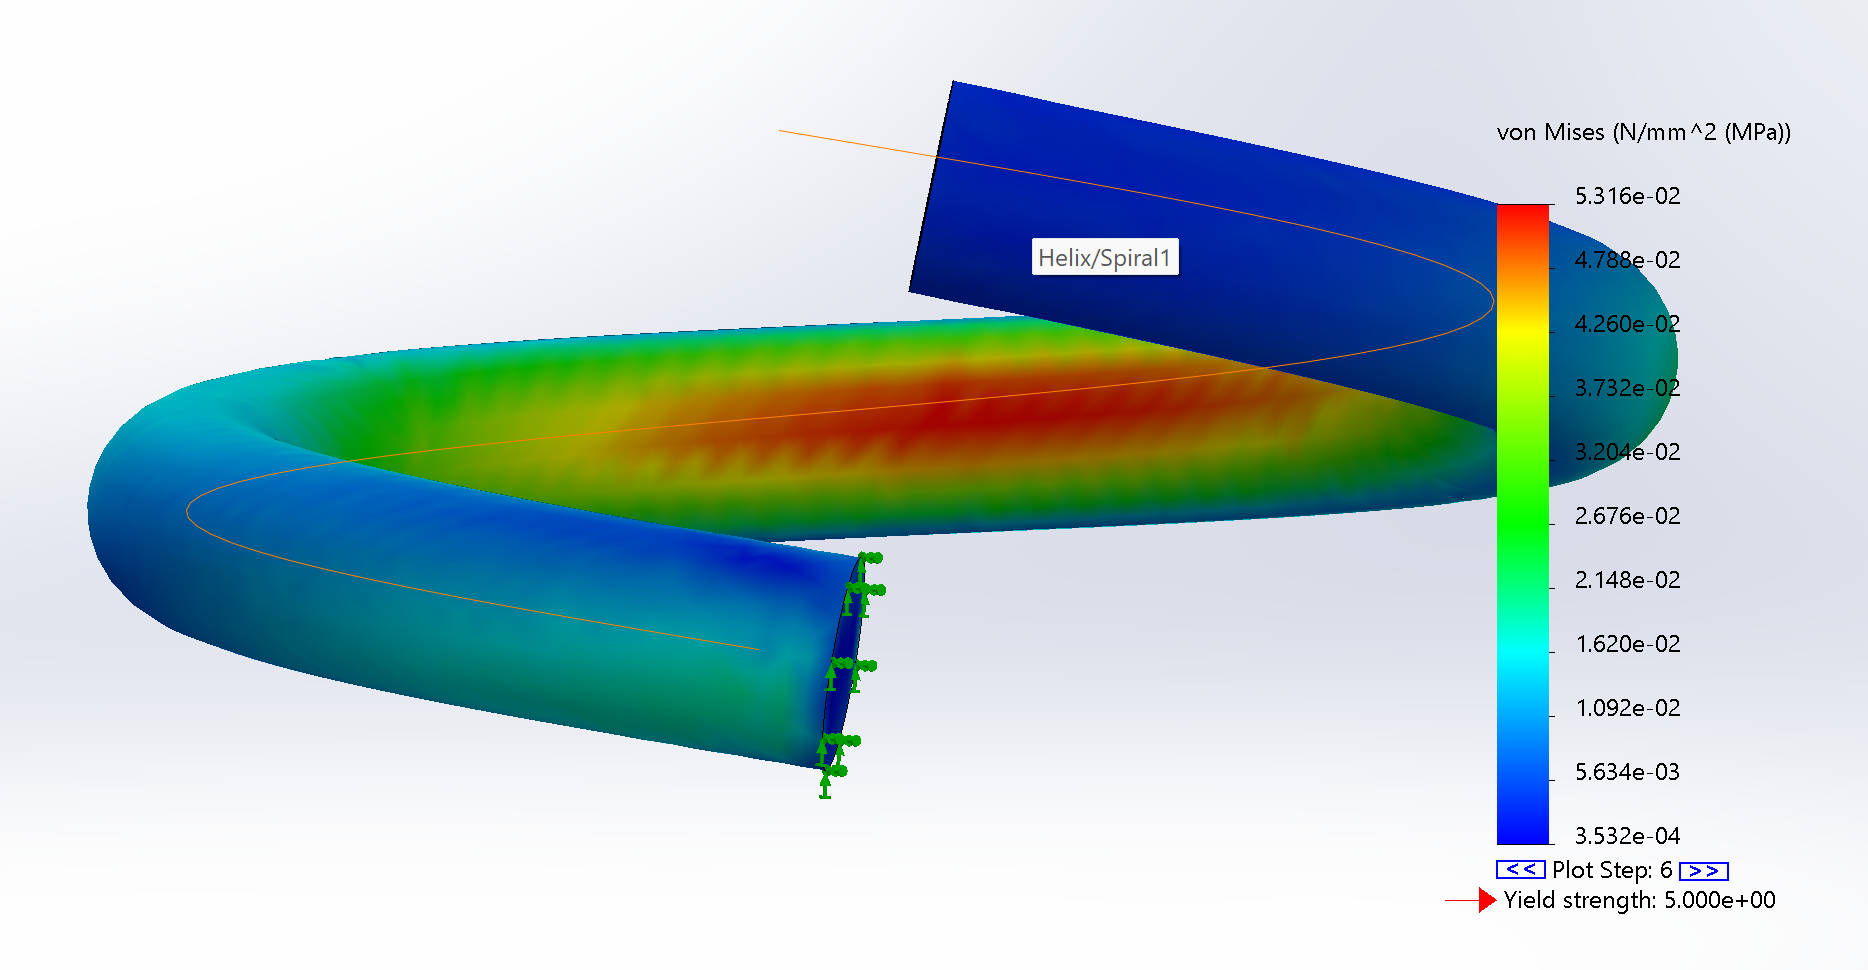 von Mises (N/mm^2 (MPa))
5.316e-02
4.788e-02
Helix/Spiral1
4.260e-02
3.732e-02
3.204e-02
2.676e-02
2.148e-02
1.620e-02
1.092e-02
5.634e-03
3.532e-04
<< Plot Step: 6 >>
Yield strength: 5.000e+00